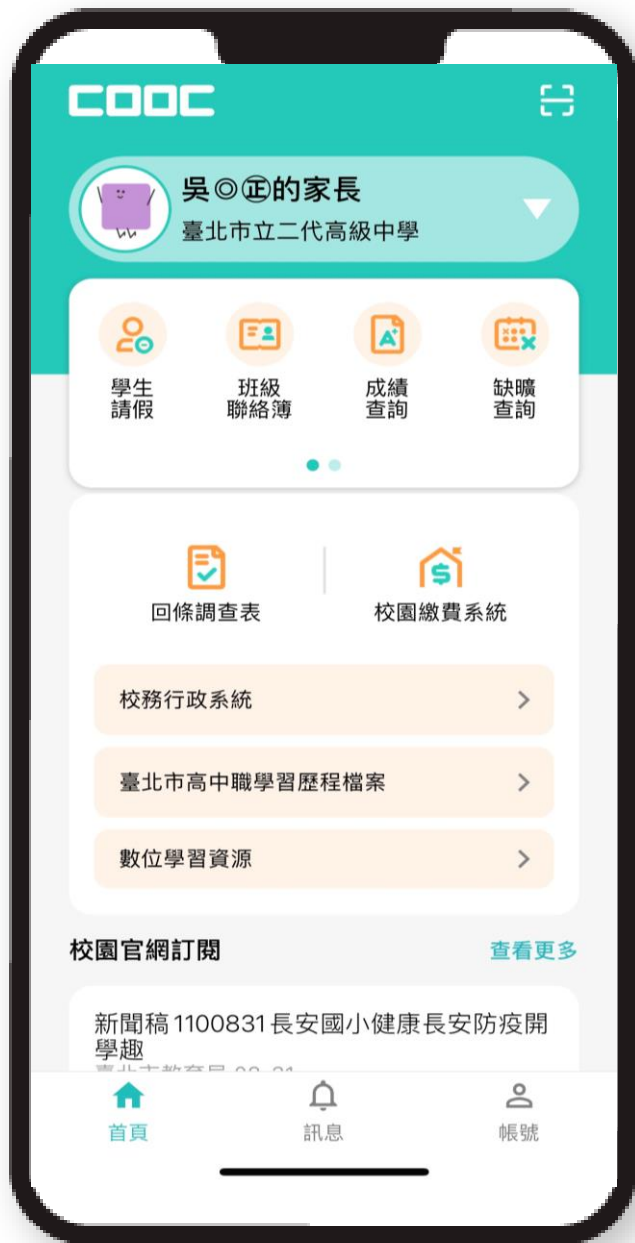 COOC
吳◎㊣的家長
臺北市立二代高級中學
學生
請假
班級
聯絡簿
成績
查詢
缺曠
查詢
回條調查表
校園繳費系統
校務行政系統
臺北市高中職學習歷程檔案
數位學習資源
校園官網訂閱
查看更多
新聞稿1100831長安國小健康長安防疫開
學趣
首頁
訊息
帳號